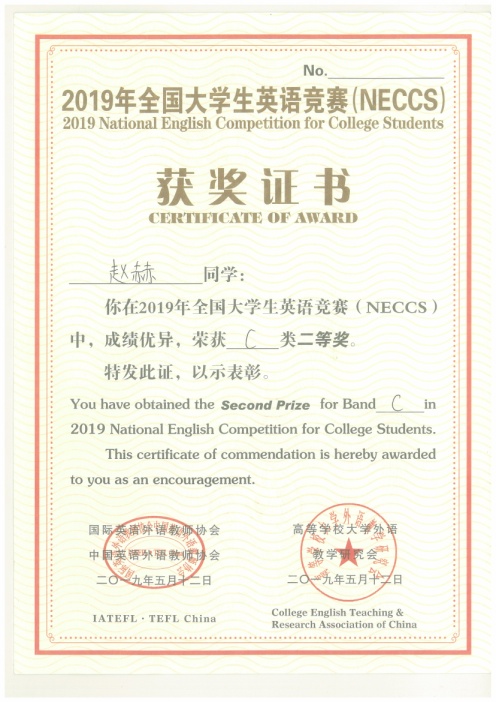 No.
2019年全国大学生英语竞赛(NECCS)
2019 National English Competition for College Students
获奖证书
CERTIFICATE OF AWARD
赵赫 同学：
你在2019年全国大学生英语竞赛（NECCS）
中，成绩优异，荣获 C 类二等奖。
特发此证，以示表彰。
You have obtained the Second Prize for Band C in
2019 National English Competition for College Students.
This certificate of commendation is hereby awarded
to you as an encouragement.
国际英语外语教师协会
中国英语外语教师协会
二〇一九年五月十二日
IATEFL · TEFL China
高等学校大学外语
教学研究会
二〇一九年五月十二日
College English Teaching &
Research Association of China